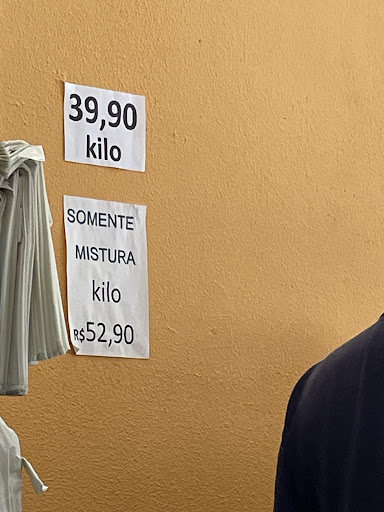 39,90
kilo
SOMENTE
MISTURA
kilo
R$52,90